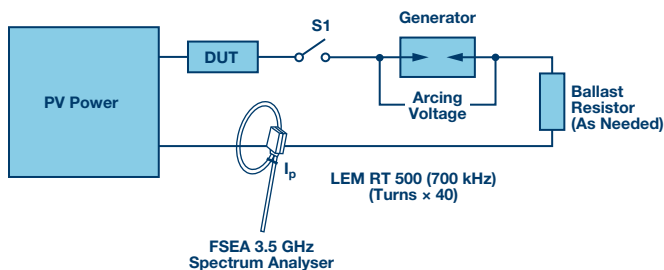 Generator
S1
DUT
PV Power
Arcing
Voltage
Ballast
Resistor
(As Needed)
Ip
LEM RT 500 (700 kHz)
(Turns × 40)
FSEA 3.5 GHz
Spectrum Analyser